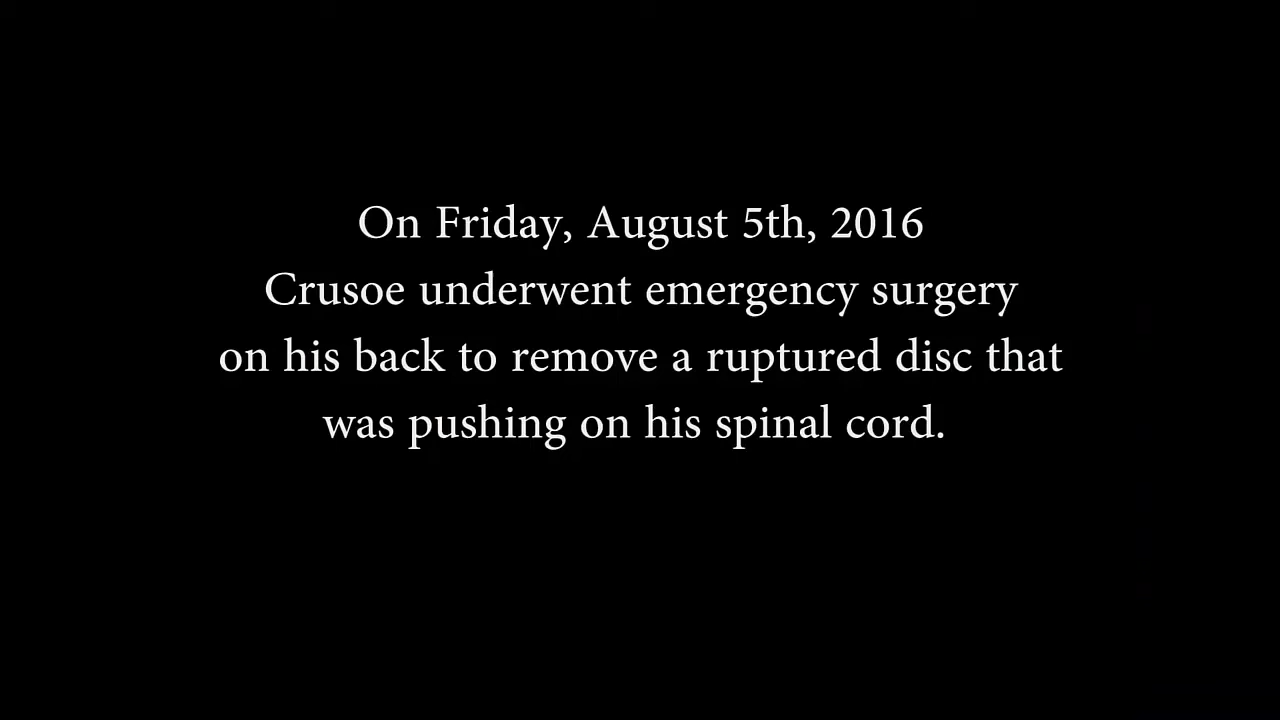 On Friday, August 5th, 2016
Crusoe underwent emergency surgery
on his back to remove a ruptured disc that
was pushing on his spinal cord.